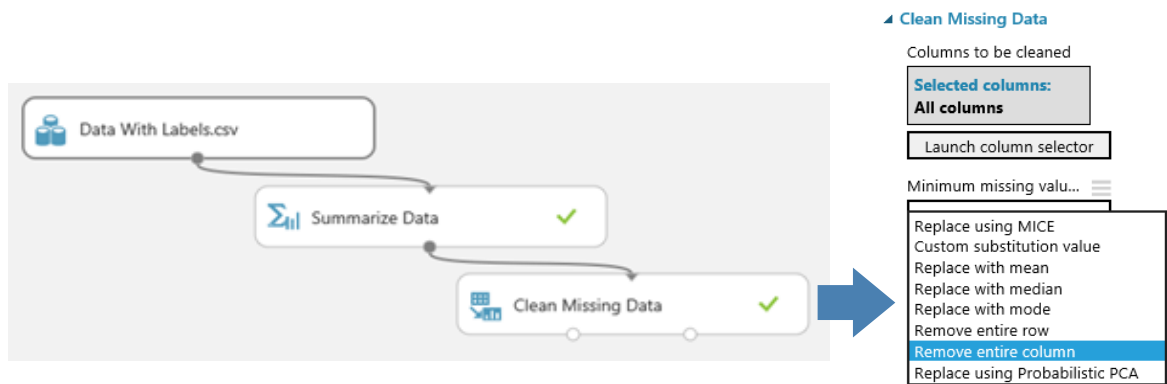 Data With Labels.csv
Summarize Data
Clean Missing Data
Clean Missing Data
Columns to be cleaned
Selected columns:
All columns
Launch column selector
Minimum missing valu...
Replace using MICE
Custom substitution value
Replace with mean
Replace with median
Replace with mode
Remove entire row
Remove entire column
Replace using Probabilistic PCA